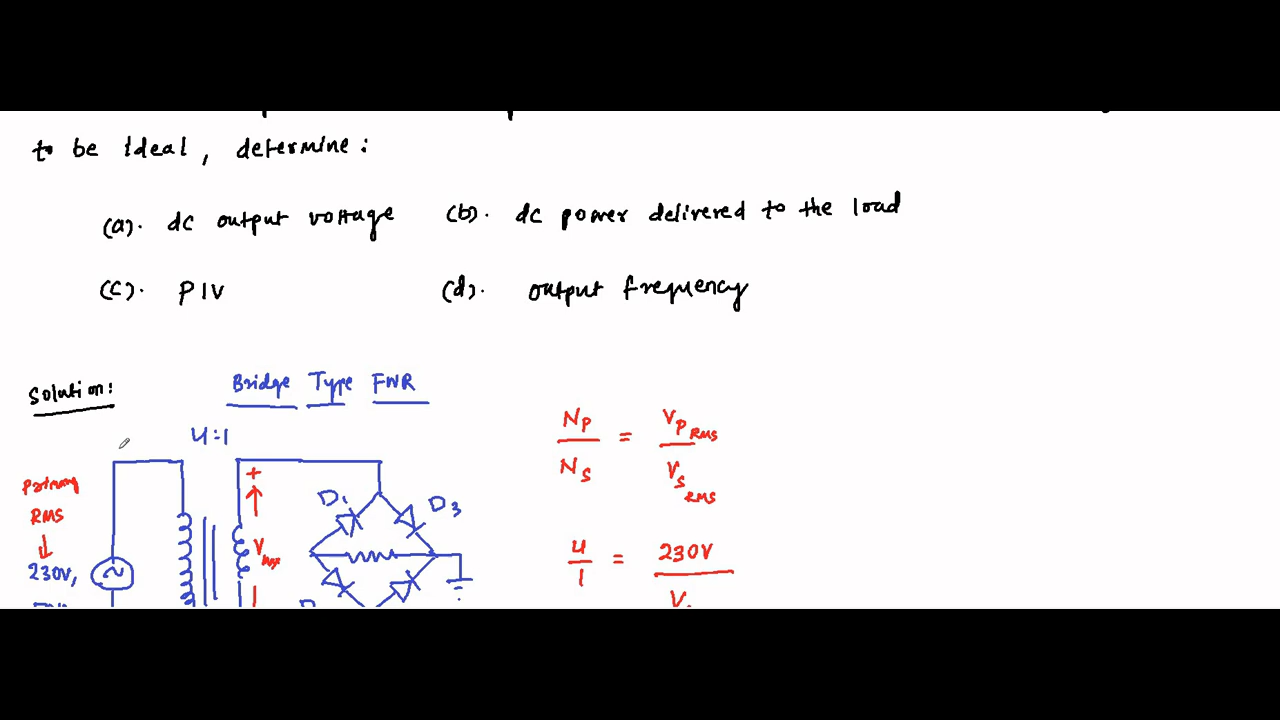 to be ideal, determine:
(a). dc output voltage (b). dc power delivered to the load
(c). PIV (d). output frequency
Solution:
Bridge Type FWR
4:1
Primary
RMS
230V,
+
D1
D3
NP / NS = VP RMS / VS RMS
4 / 1 = 230V